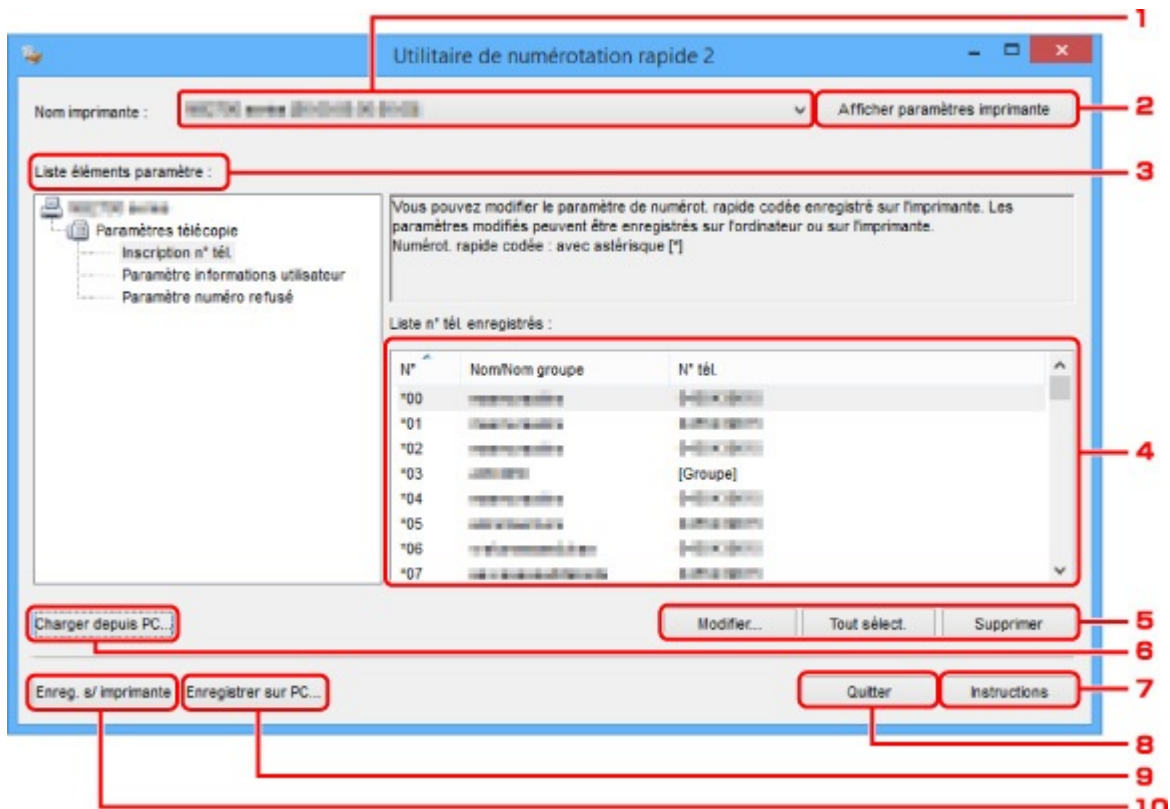 1
Utilitaire de numérotation rapide 2
Nom imprimante :
Afficher paramètres imprimante
2
Liste éléments paramètre :
3
Paramètres télécopie
Inscription n° tél.
Paramètre informations utilisateur
Paramètre numéro refusé
Vous pouvez modifier le paramètre de numérot. rapide codée enregistré sur l'imprimante. Les
paramètres modifiés peuvent être enregistrés sur l'ordinateur ou sur l'imprimante.
Numérot. rapide codée : avec astérisque [*]
Liste n° tél. enregistrés :
N° Nom/Nom groupe N° tél.
*00
*01
*02
*03 [Groupe]
*04
*05
*06
*07
4
Charger depuis PC...
Modifier... Tout sélect. Supprimer
5
6
Enreg. s/ imprimante Enregistrer sur PC...
Quitter Instructions
7
8
9
10